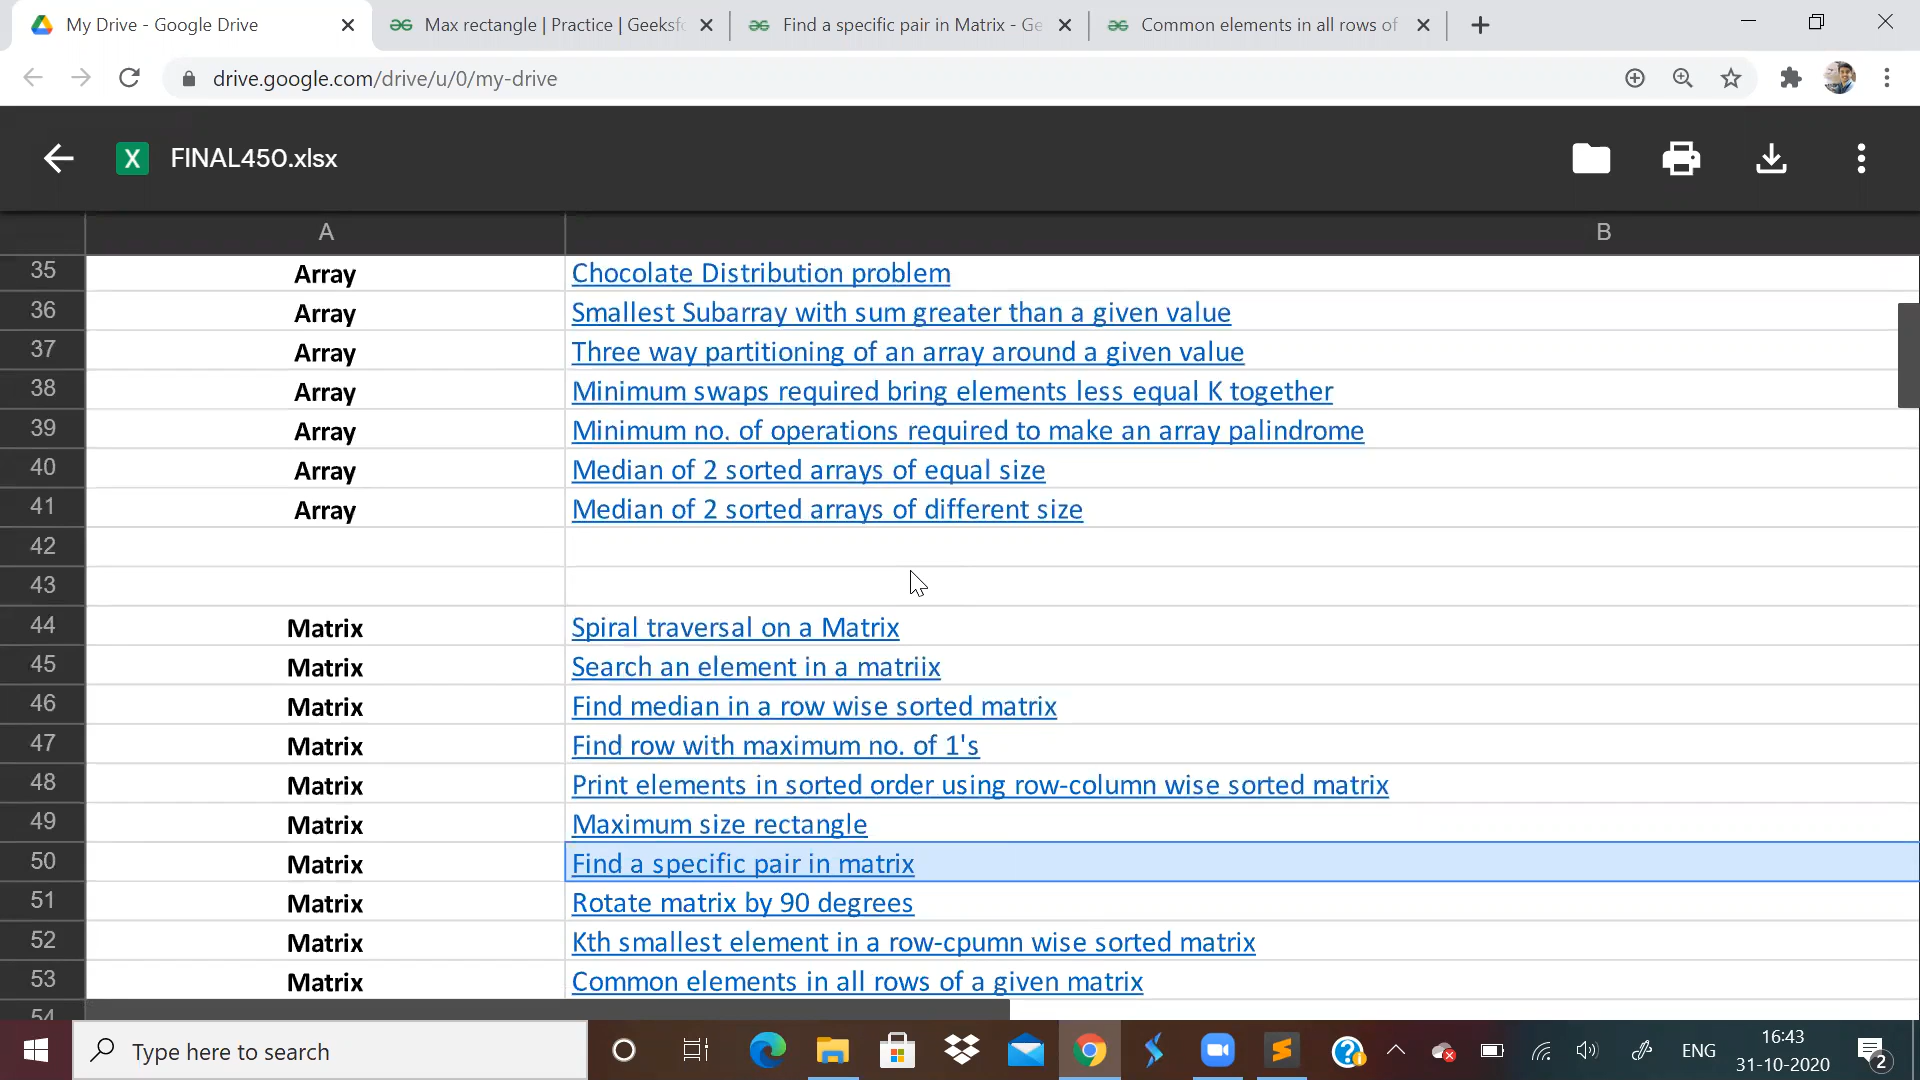 My Drive - Google Drive
Max rectangle | Practice | Geeksf
Find a specific pair in Matrix - Ge
Common elements in all rows of
drive.google.com/drive/u/0/my-drive
X FINAL450.xlsx
A B
35 Array Chocolate Distribution problem
36 Array Smallest Subarray with sum greater than a given value
37 Array Three way partitioning of an array around a given value
38 Array Minimum swaps required bring elements less equal K together
39 Array Minimum no. of operations required to make an array palindrome
40 Array Median of 2 sorted arrays of equal size
41 Array Median of 2 sorted arrays of different size
42
43
44 Matrix Spiral traversal on a Matrix
45 Matrix Search an element in a matriix
46 Matrix Find median in a row wise sorted matrix
47 Matrix Find row with maximum no. of 1's
48 Matrix Print elements in sorted order using row-column wise sorted matrix
49 Matrix Maximum size rectangle
50 Matrix Find a specific pair in matrix
51 Matrix Rotate matrix by 90 degrees
52 Matrix Kth smallest element in a row-cpumn wise sorted matrix
53 Matrix Common elements in all rows of a given matrix
54
Type here to search
ENG
16:43
31-10-2020
2